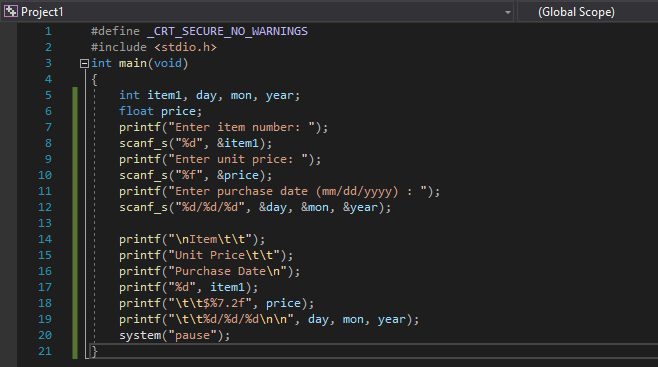 Project1 (Global Scope)
1 #define _CRT_SECURE_NO_WARNINGS
2 #include <stdio.h>
3 int main(void)
4 {
5 int item1, day, mon, year;
6 float price;
7 printf("Enter item number: ");
8 scanf_s("%d", &item1);
9 printf("Enter unit price: ");
10 scanf_s("%f", &price);
11 printf("Enter purchase date (mm/dd/yyyy) : ");
12 scanf_s("%d/%d/%d", &day, &mon, &year);
13
14 printf("\nItem\t\t");
15 printf("Unit Price\t\t");
16 printf("Purchase Date\n");
17 printf("%d", item1);
18 printf("\t\t$%7.2f", price);
19 printf("\t\t%d/%d/%d\n\n", day, mon, year);
20 system("pause");
21 }